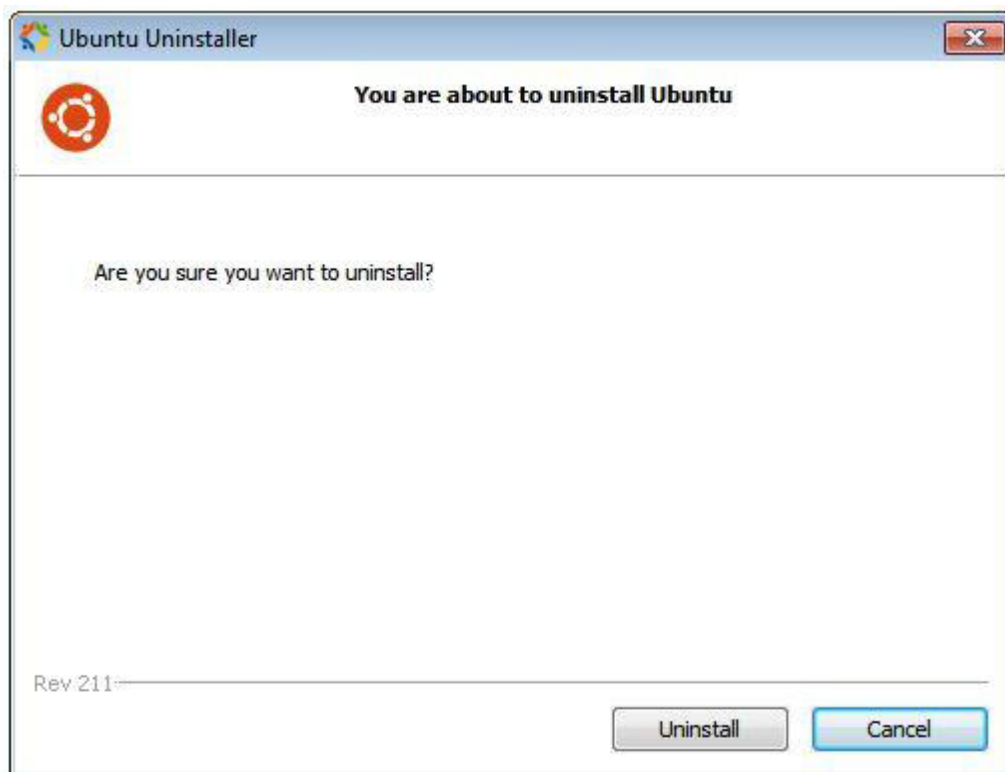 Ubuntu Uninstaller
You are about to uninstall Ubuntu
Are you sure you want to uninstall?
Rev 211
Uninstall Cancel